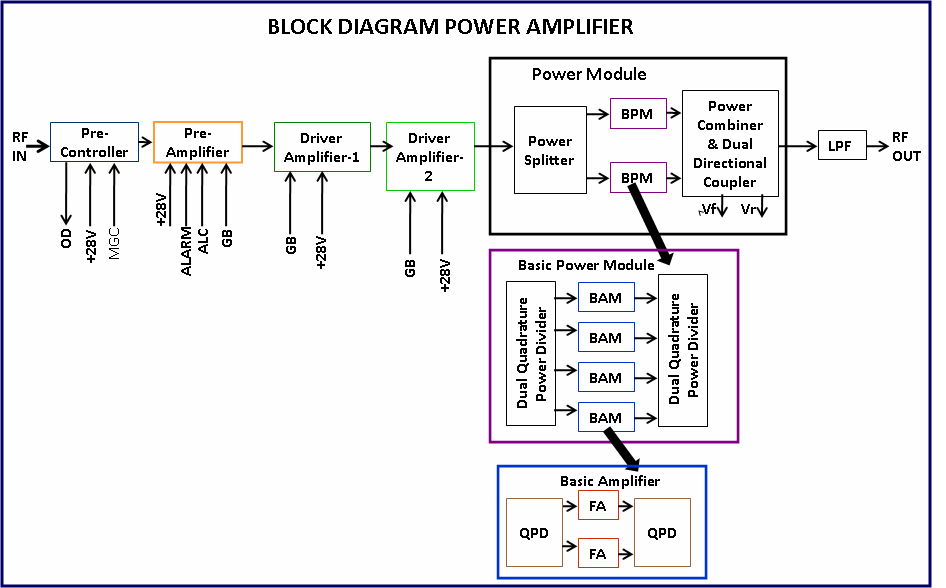 BLOCK DIAGRAM POWER AMPLIFIER
Power Module
RF
IN
Pre-
Controller
Pre-
Amplifier
Driver
Amplifier-1
Driver
Amplifier-
2
Power
Splitter
BPM
BPM
Power
Combiner
& Dual
Directional
Coupler
LPF
RF
OUT
Vf
Vr
OD
+28V
MGC
+28V
ALARM
ALC
GB
GB
+28V
GB
+28V
Basic Power Module
Dual Quadrature
Power Divider
BAM
BAM
BAM
BAM
Dual Quadrature
Power Divider
Basic Amplifier
QPD
FA
FA
QPD